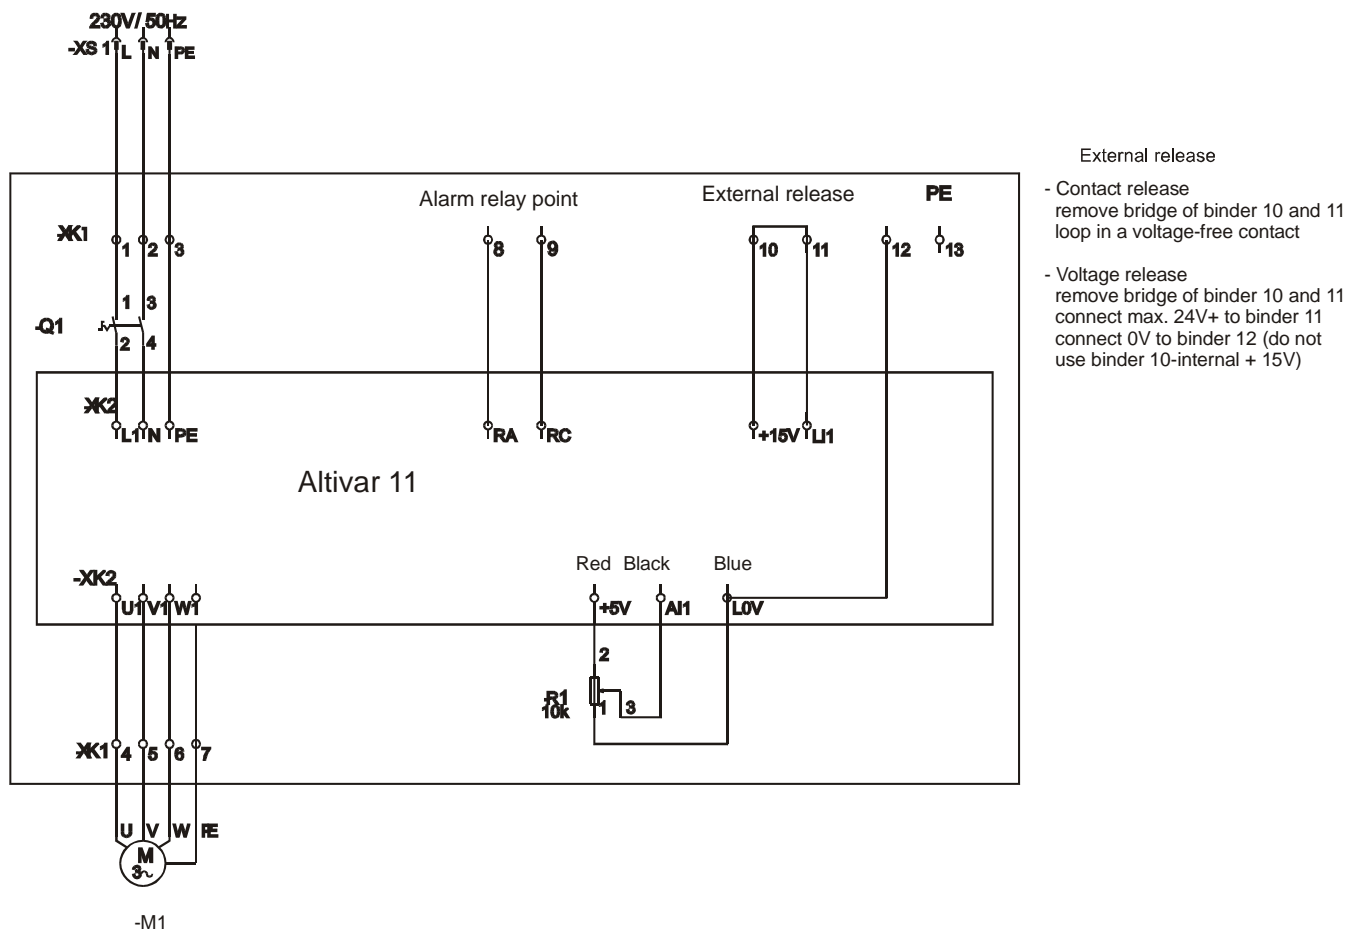 230V/ 50Hz
-XS 1 L N PE
External release
- Contact release
remove bridge of binder 10 and 11
loop in a voltage-free contact
- Voltage release
remove bridge of binder 10 and 11
connect max. 24V+ to binder 11
connect 0V to binder 12 (do not
use binder 10-internal + 15V)
Alarm relay point External release PE
-XK1 1 2 3 8 9 10 11 12 13
1 3
-Q1
2 4
-XK2
L1 N PE RA RC +15V LI1
Altivar 11
Red Black Blue
-XK2
U1 V1 W1 +5V AI1 L0V
2
-R1
10k 1 3
-XK1 4 5 6 7
U V W PE
M
3~
-M1